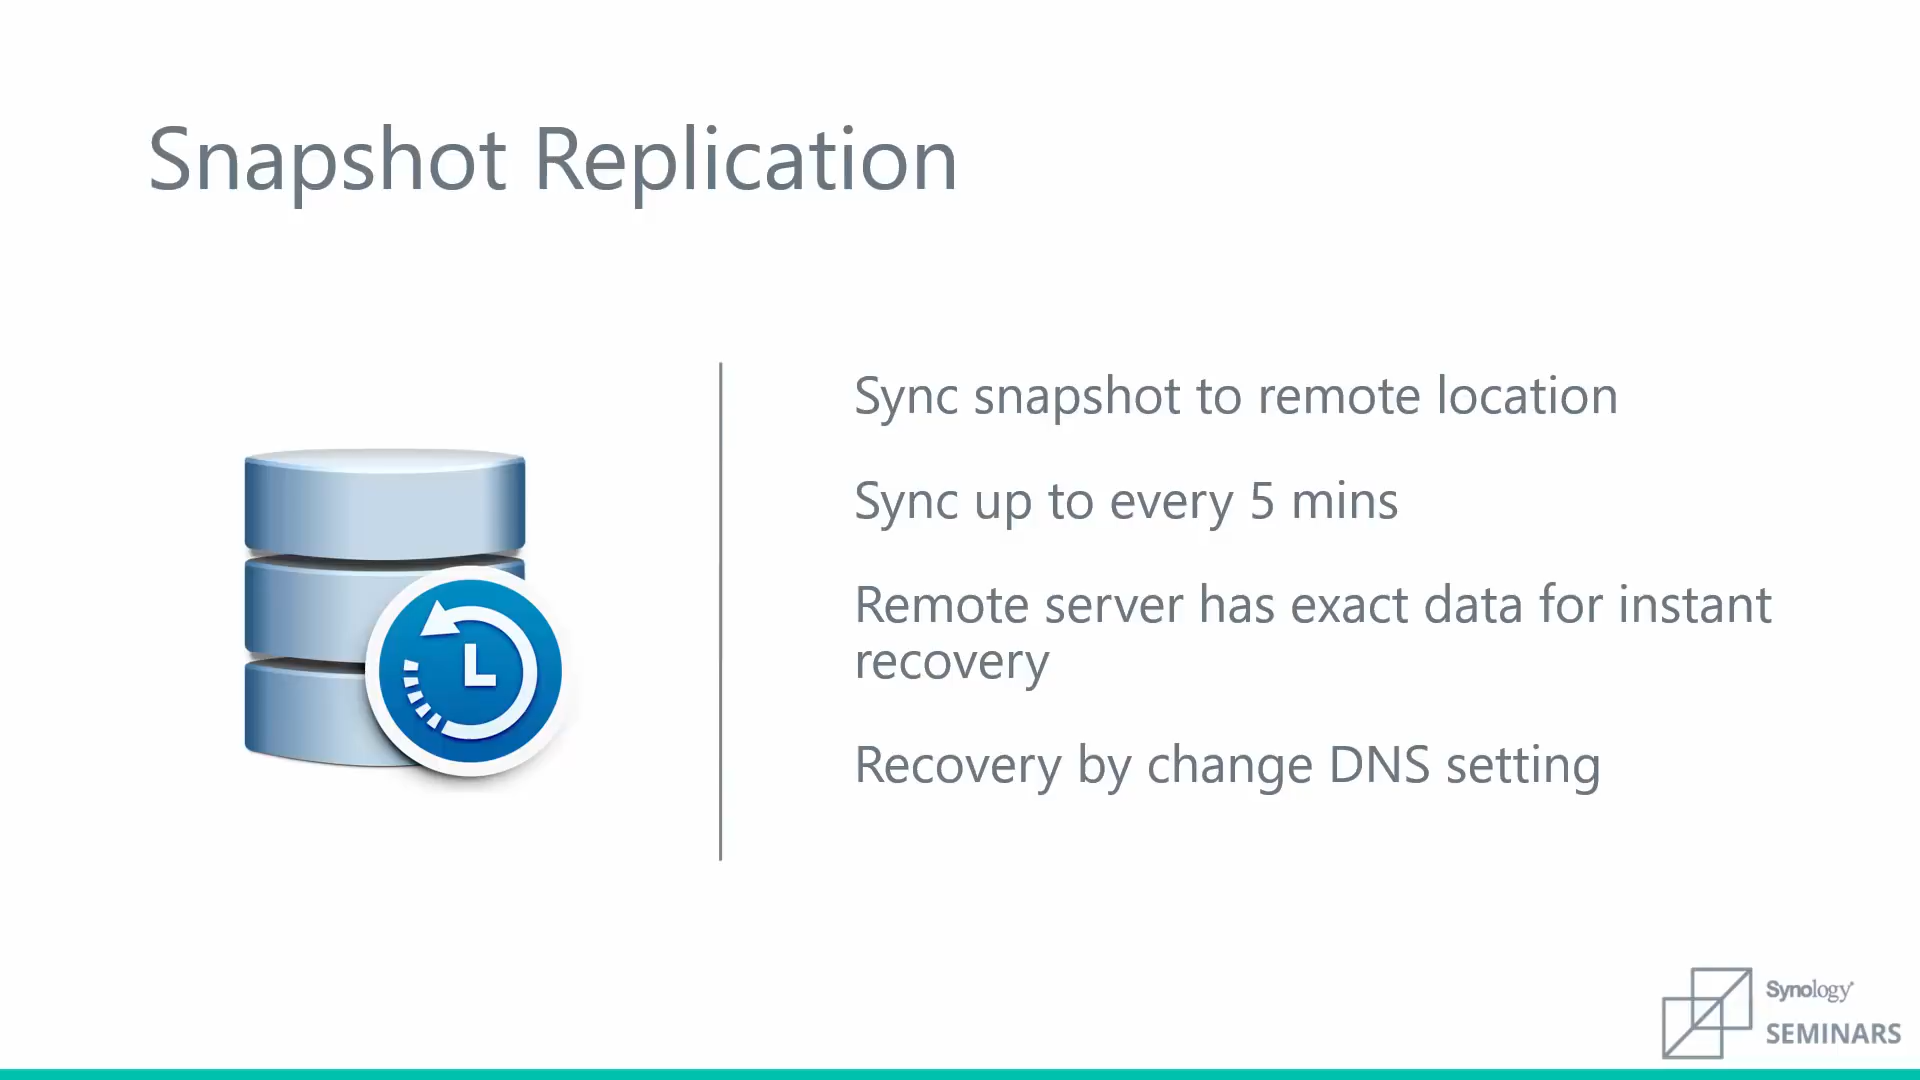 Snapshot Replication
Sync snapshot to remote location
Sync up to every 5 mins
Remote server has exact data for instant
recovery
Recovery by change DNS setting
Synology
SEMINARS